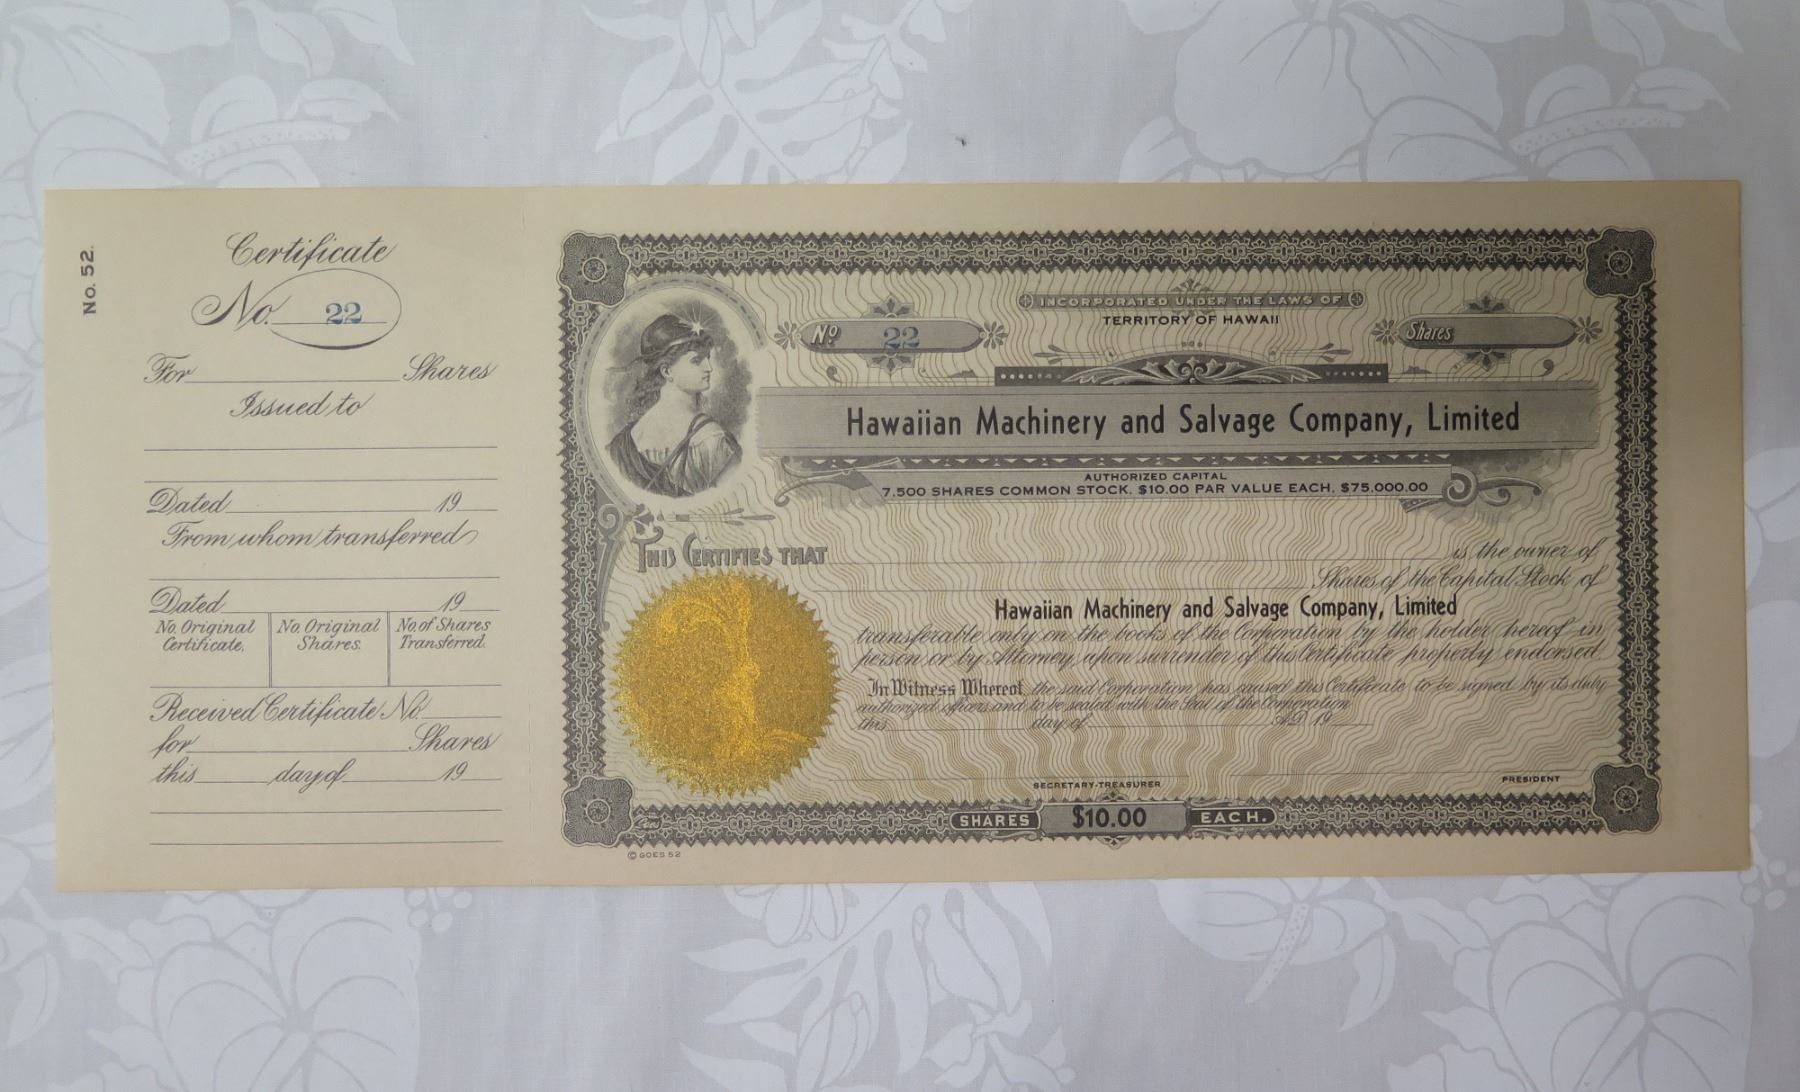 No. 52.
Certificate
No. 22
For Shares
Issued to
Dated 19
From whom transferred
Dated 19
No. Original Certificate.
No. Original Shares.
No. of Shares Transferred.
Received Certificate No.
for Shares
this day of 19
INCORPORATED UNDER THE LAWS OF
TERRITORY OF HAWAII
No 22
Shares
Hawaiian Machinery and Salvage Company, Limited
AUTHORIZED CAPITAL
7,500 SHARES COMMON STOCK. $10.00 PAR VALUE EACH. $75,000.00
THIS CERTIFIES THAT is the owner of
Shares of the Capital Stock of
Hawaiian Machinery and Salvage Company, Limited
transferable only on the books of the Corporation by the holder hereof in
person or by Attorney, upon surrender of this Certificate properly endorsed.
In Witness Whereof, the said Corporation has caused this Certificate to be signed by its duly
authorized officers and to be sealed with the Seal of the Corporation
this day of A.D. 19
SECRETARY-TREASURER
PRESIDENT
SHARES $10.00 EACH.
© GOES 52